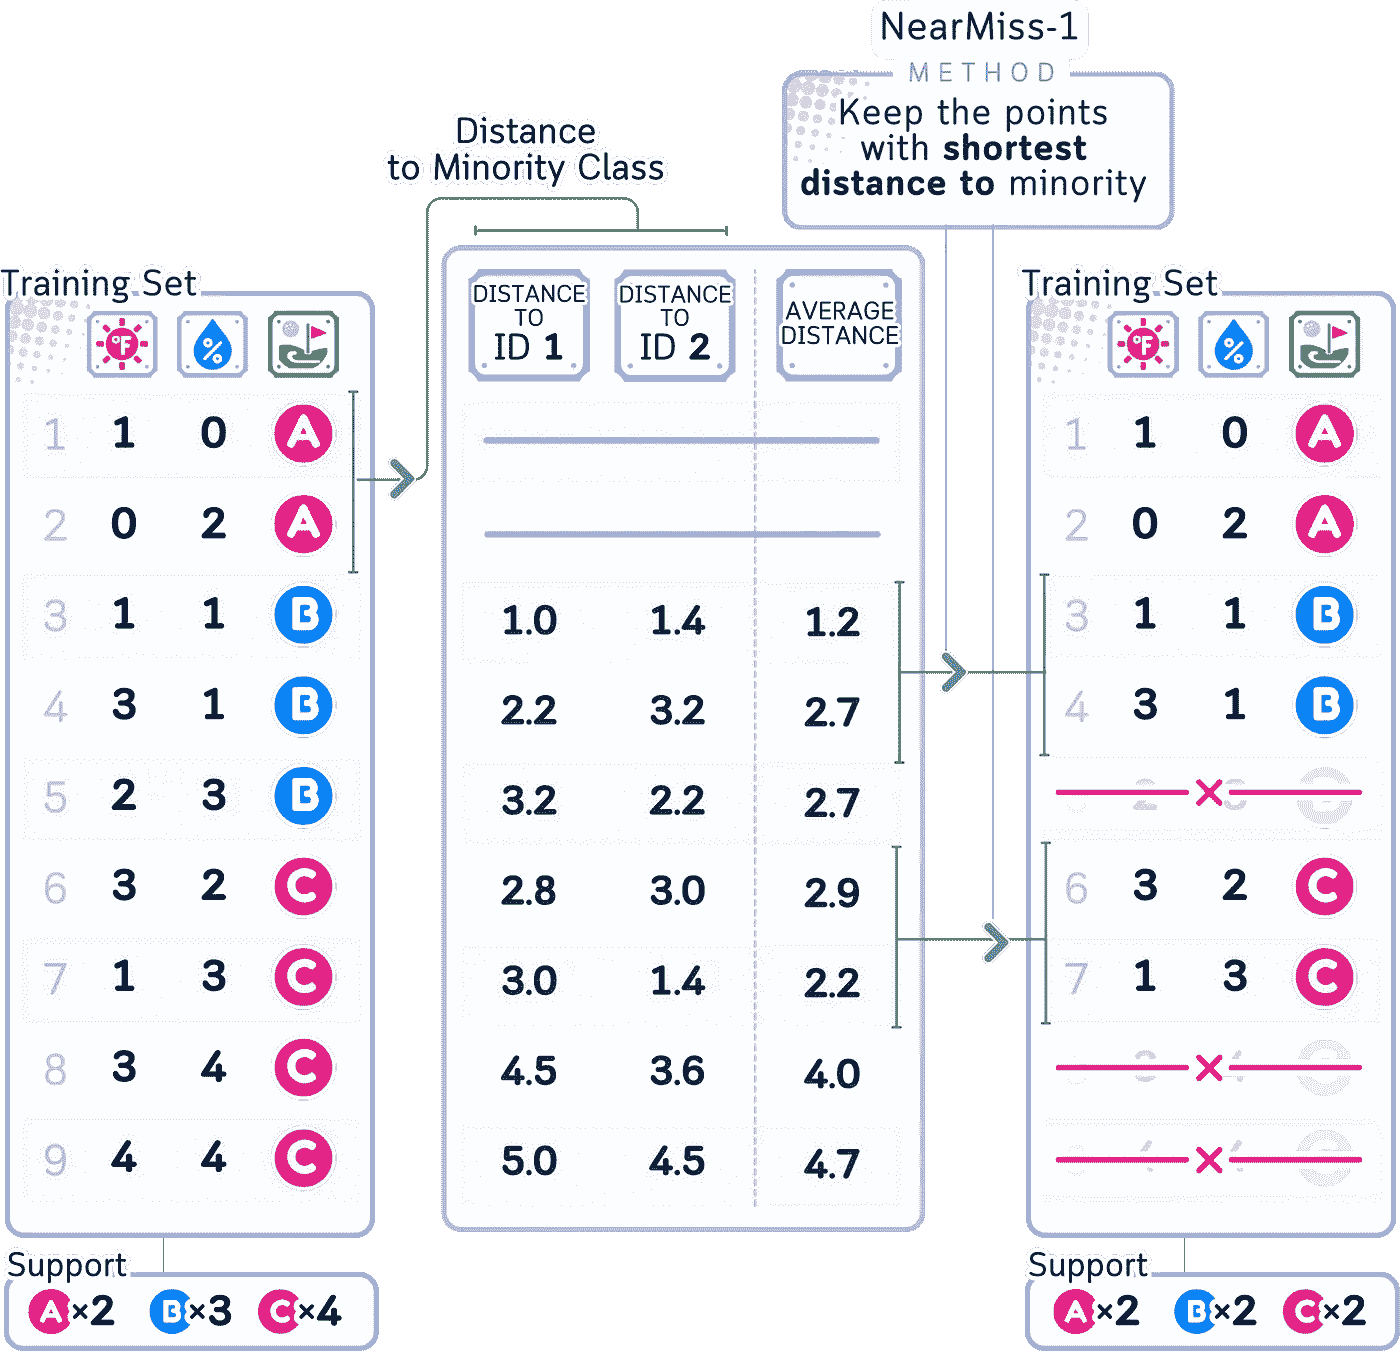 NearMiss-1
METHOD
Keep the points
with shortest
distance to minority
Distance
to Minority Class
Training Set
°F % 
1 1 0 A
2 0 2 A
3 1 1 B
4 3 1 B
5 2 3 B
6 3 2 C
7 1 3 C
8 3 4 C
9 4 4 C
Support
A×2 B×3 C×4
DISTANCE
TO
ID 1
DISTANCE
TO
ID 2
AVERAGE
DISTANCE
1.0 1.4 1.2
2.2 3.2 2.7
3.2 2.2 2.7
2.8 3.0 2.9
3.0 1.4 2.2
4.5 3.6 4.0
5.0 4.5 4.7
Training Set
°F %
1 1 0 A
2 0 2 A
3 1 1 B
4 3 1 B
6 3 2 C
7 1 3 C
Support
A×2 B×2 C×2